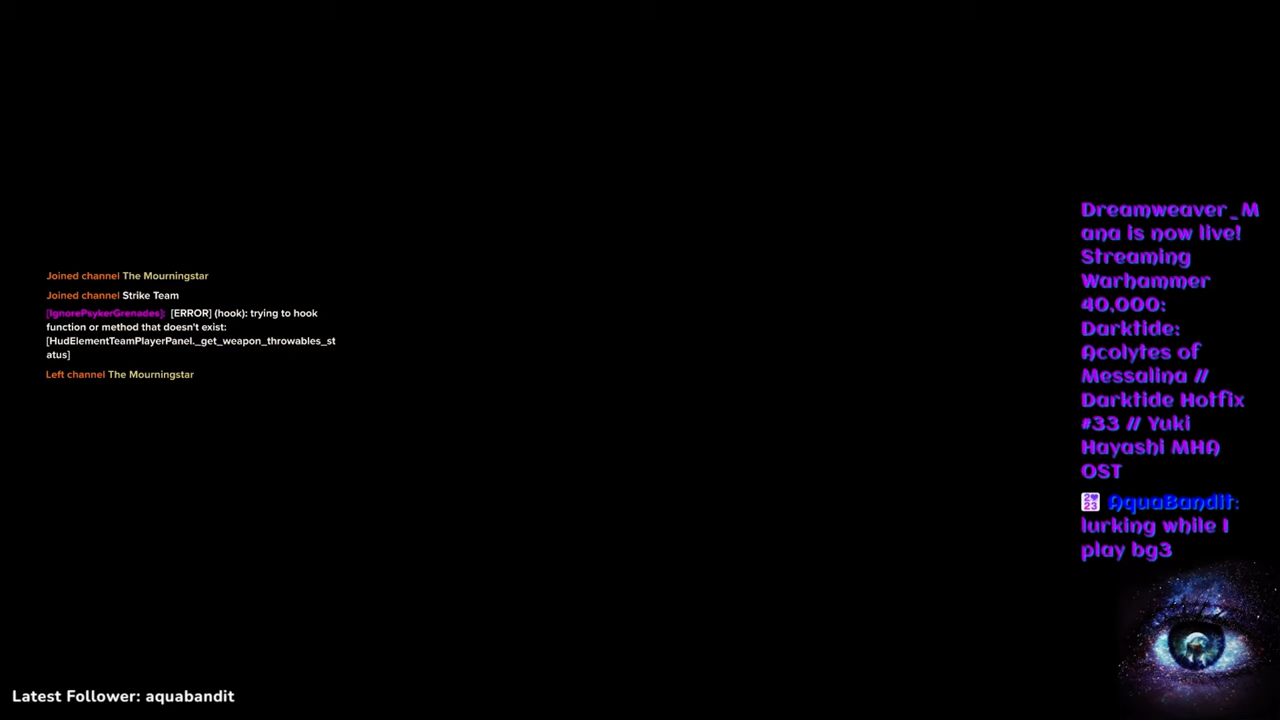 Joined channel The Mourningstar
Joined channel Strike Team
[IgnorePsykerGrenades]: [ERROR] (hook): trying to hook
function or method that doesn't exist:
[HudElementTeamPlayerPanel._get_weapon_throwables_st
atus]
Left channel The Mourningstar
Dreamweaver_M
ana is now live!
Streaming
Warhammer
40,000:
Darktide:
Acolytes of
Messalina //
Darktide Hotfix
#33 // Yuki
Hayashi MHA
OST
2023 AquaBandit:
lurking while I
play bg3
Latest Follower: aquabandit